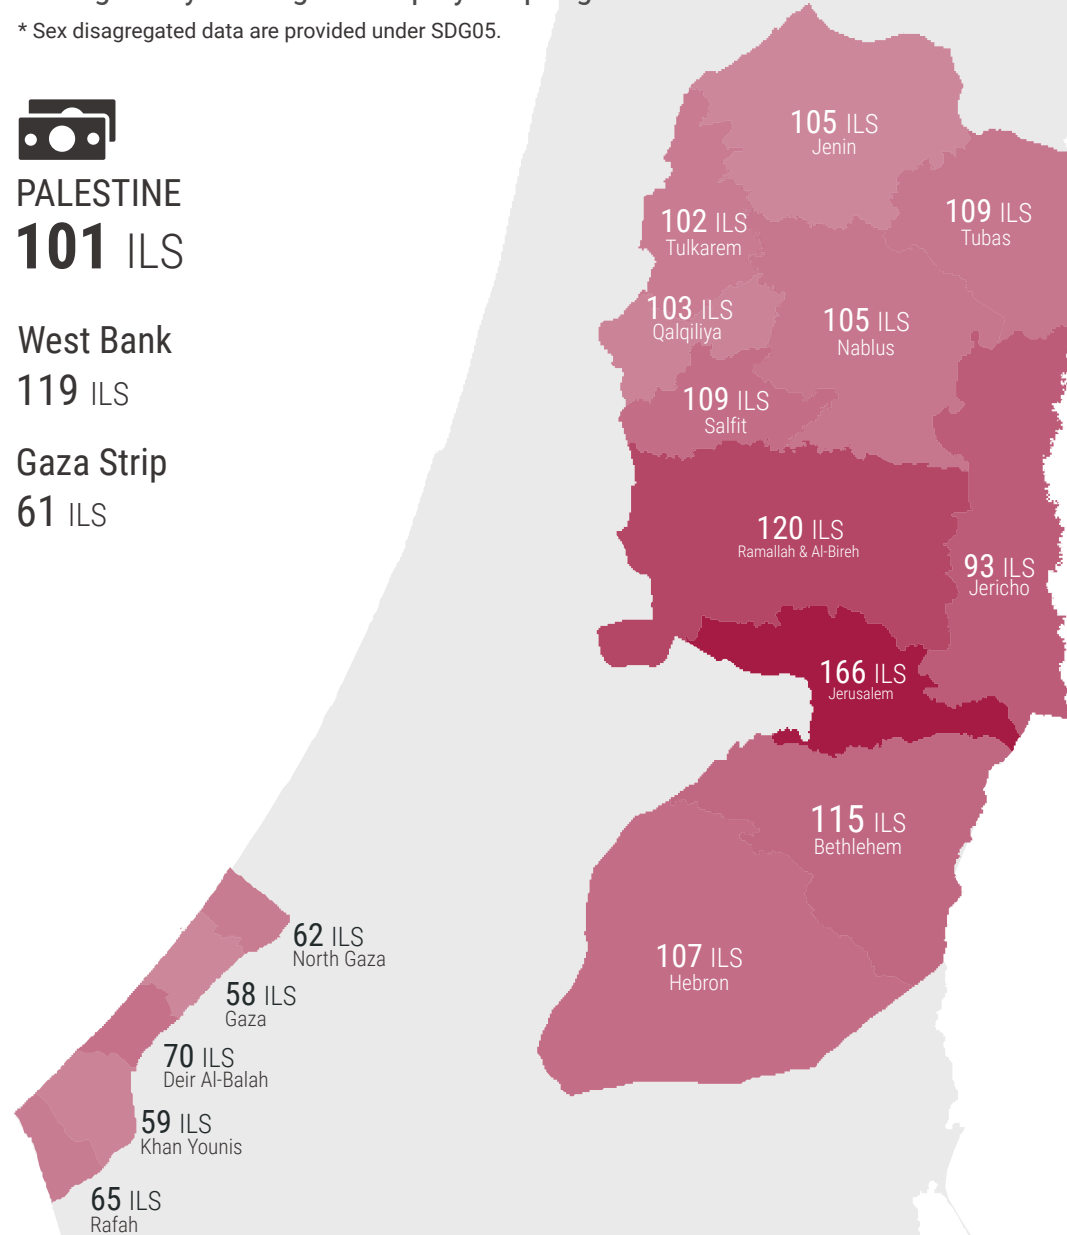 * Sex disagregated data are provided under SDG05.
PALESTINE
101 ILS
West Bank
119 ILS
Gaza Strip
61 ILS
105 ILS
Jenin
109 ILS
Tubas
102 ILS
Tulkarem
103 ILS
Qalqiliya
105 ILS
Nablus
109 ILS
Salfit
120 ILS
Ramallah & Al-Bireh
93 ILS
Jericho
166 ILS
Jerusalem
115 ILS
Bethlehem
107 ILS
Hebron
62 ILS
North Gaza
58 ILS
Gaza
70 ILS
Deir Al-Balah
59 ILS
Khan Younis
65 ILS
Rafah